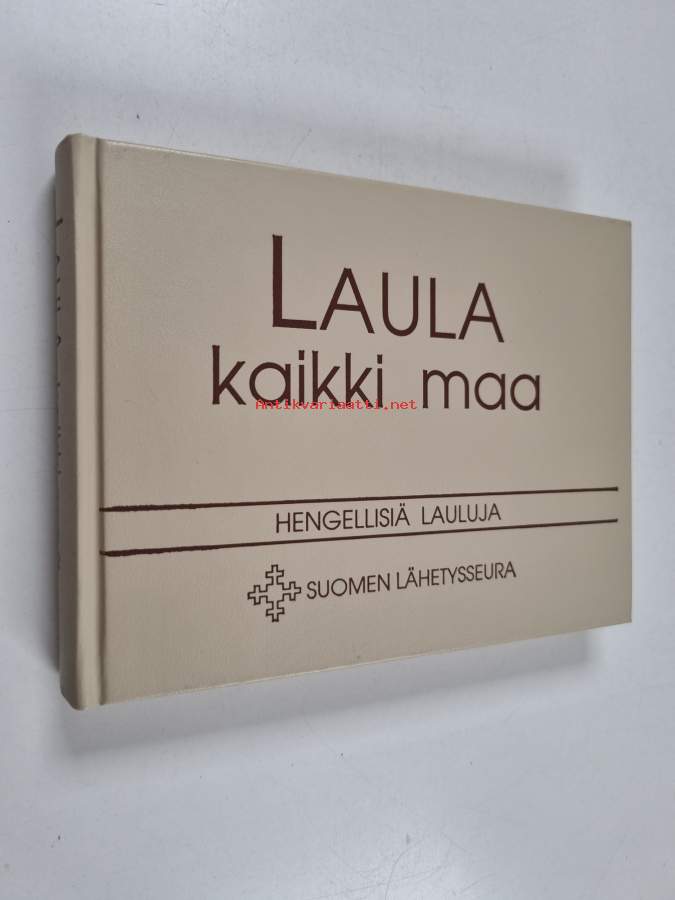 LAULA
kaikki maa
Antikvariaatti.net
HENGELLISIÄ LAULUJA
SUOMEN LÄHETYSSEURA